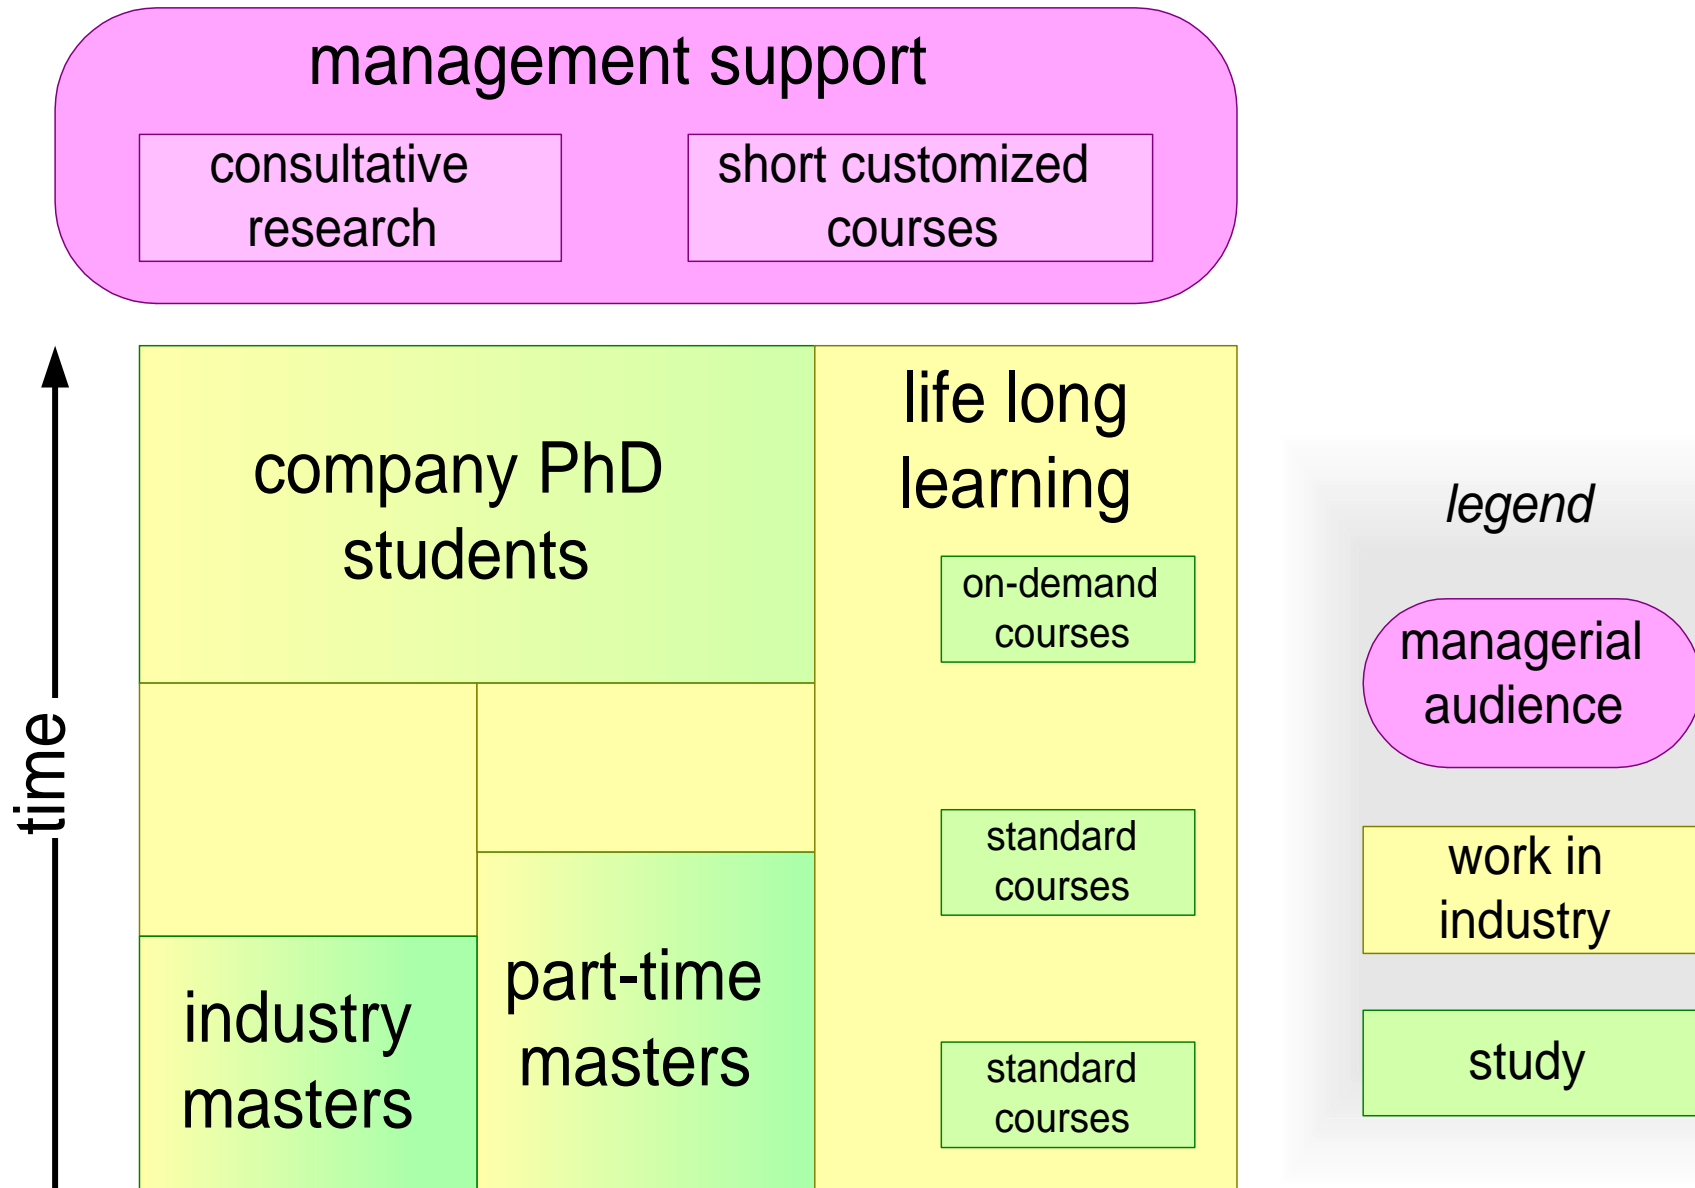 management support
consultative
research
short customized
courses
time
company PhD
students
life long
learning
on-demand
courses
standard
courses
industry
masters
part-time
masters
standard
courses
legend
managerial
audience
work in
industry
study